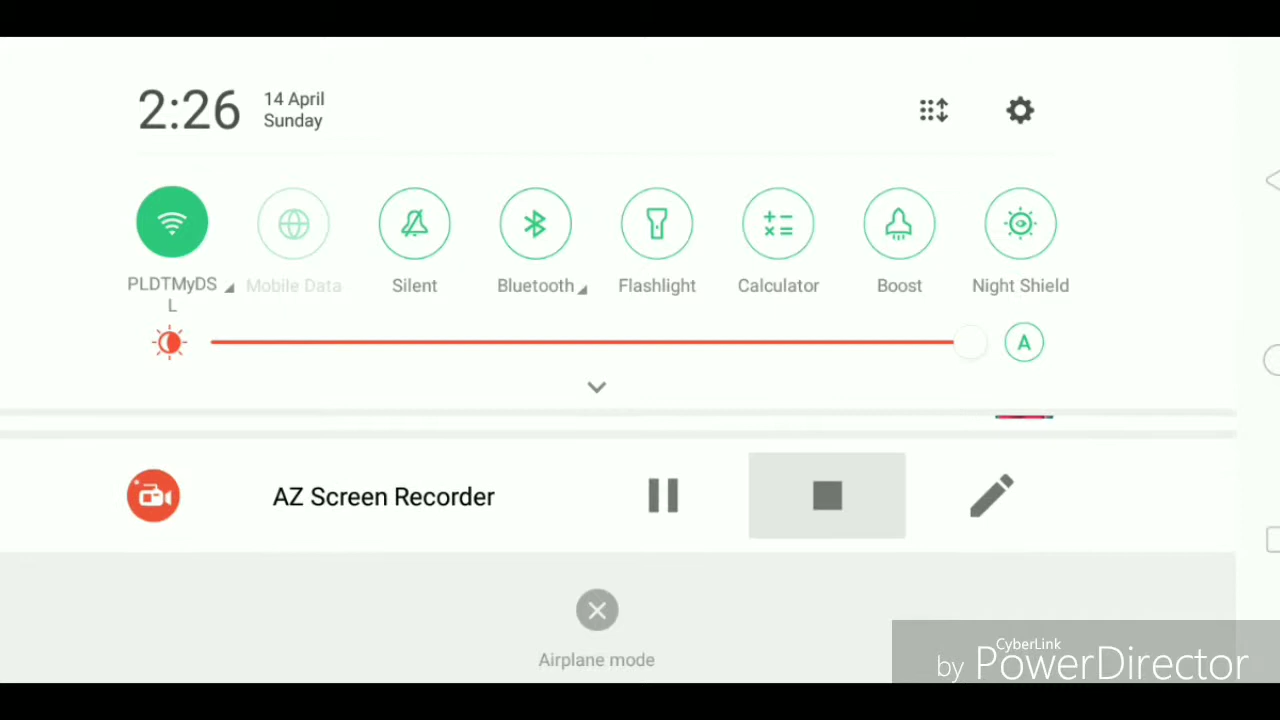 2:26
14 April
Sunday
PLDTMyDS
L
Mobile Data
Silent
Bluetooth
Flashlight
Calculator
Boost
Night Shield
A
AZ Screen Recorder
Airplane mode
CyberLink
by PowerDirector